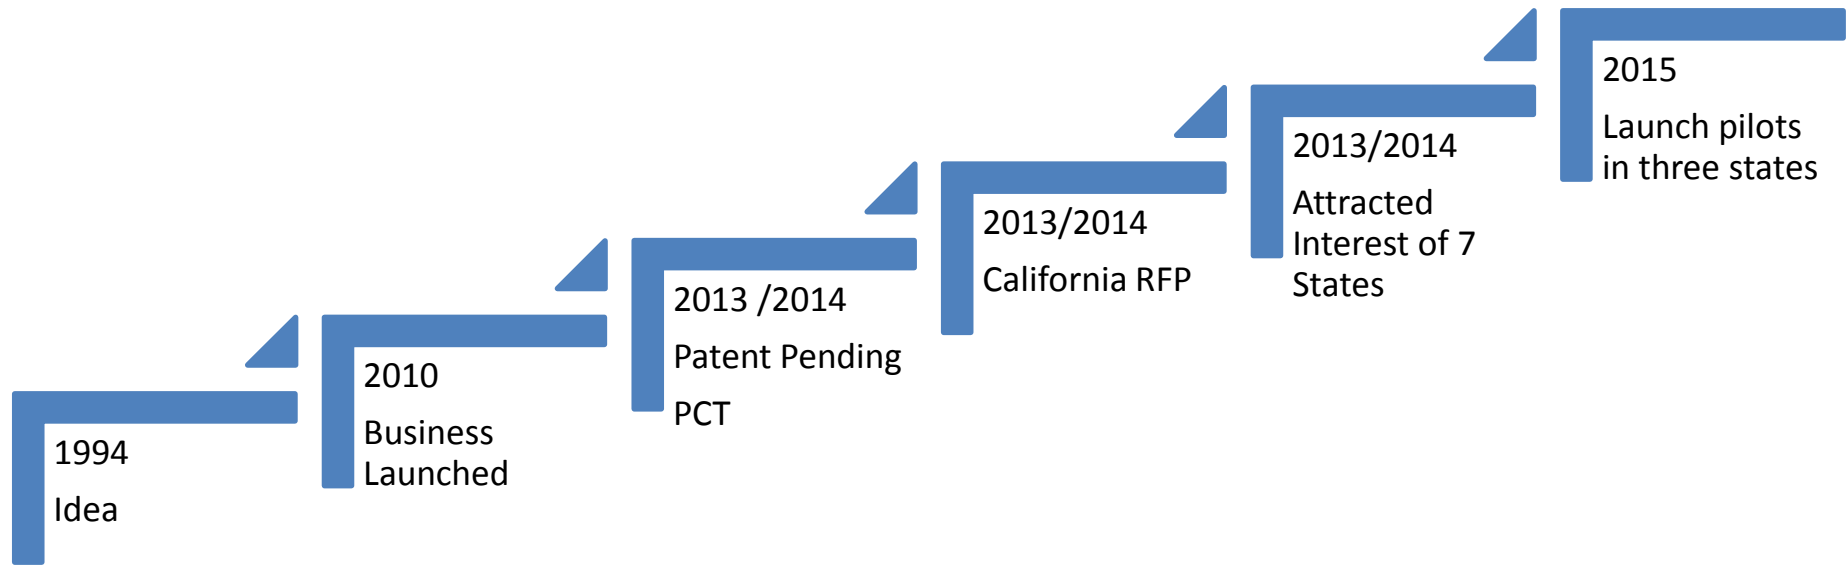 1994
Idea
2010
Business
Launched
2013 /2014
Patent Pending
PCT
2013/2014
California RFP
2013/2014
Attracted
Interest of 7
States
2015
Launch pilots
in three states